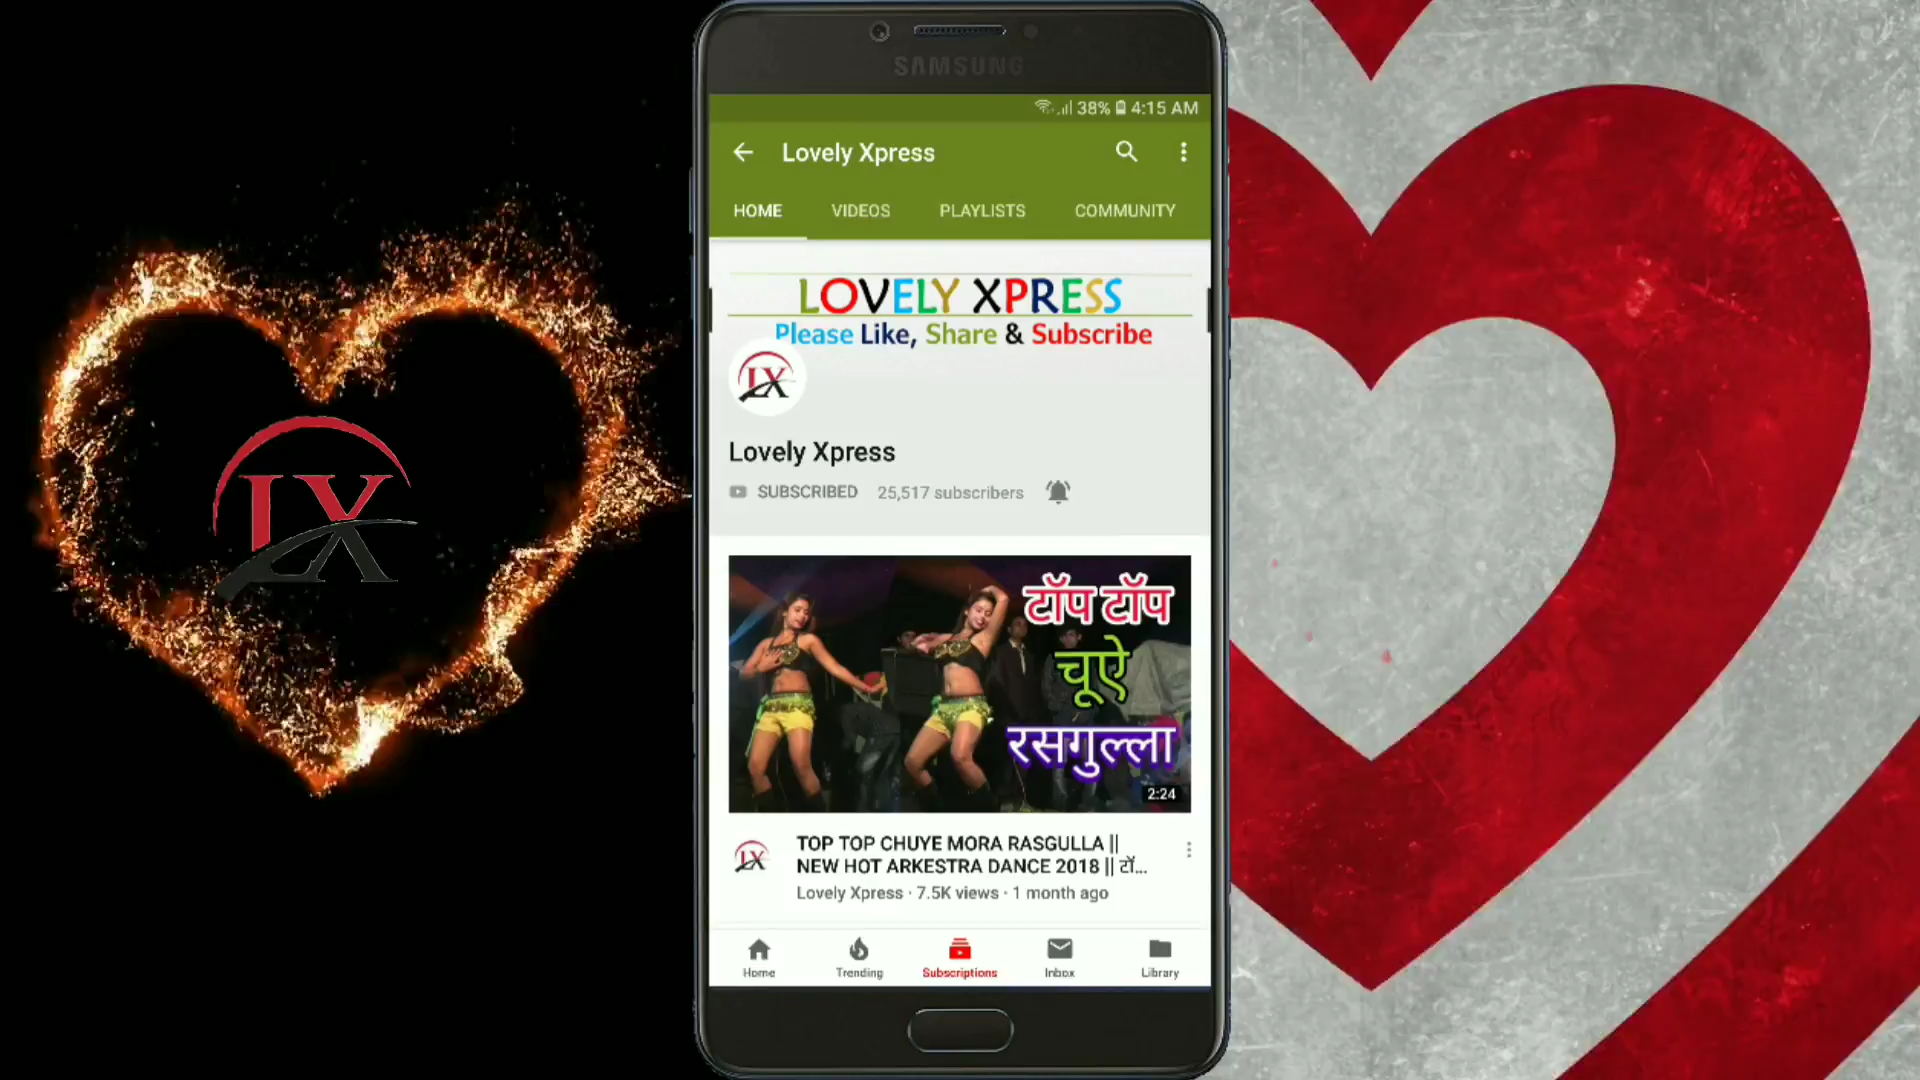 SAMSUNG
38% 4:15 AM
Lovely Xpress
HOME VIDEOS PLAYLISTS COMMUNITY
LOVELY XPRESS
Please Like, Share & Subscribe
LX
Lovely Xpress
SUBSCRIBED 25,517 subscribers
टॉप टॉप
चूऐ
रसगुल्ला
2:24
LX
TOP TOP CHUYE MORA RASGULLA ||
NEW HOT ARKESTRA DANCE 2018 || टॉ...
Lovely Xpress · 7.5K views · 1 month ago
Home Trending Subscriptions Inbox Library
LX